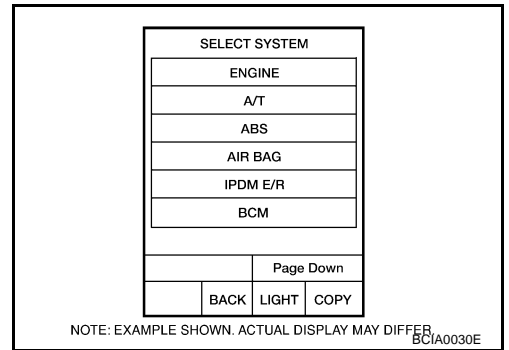 SELECT SYSTEM
ENGINE
A/T
ABS
AIR BAG
IPDM E/R
BCM
Page Down
BACK LIGHT COPY
NOTE: EXAMPLE SHOWN. ACTUAL DISPLAY MAY DIFFER.
BCIA0030E